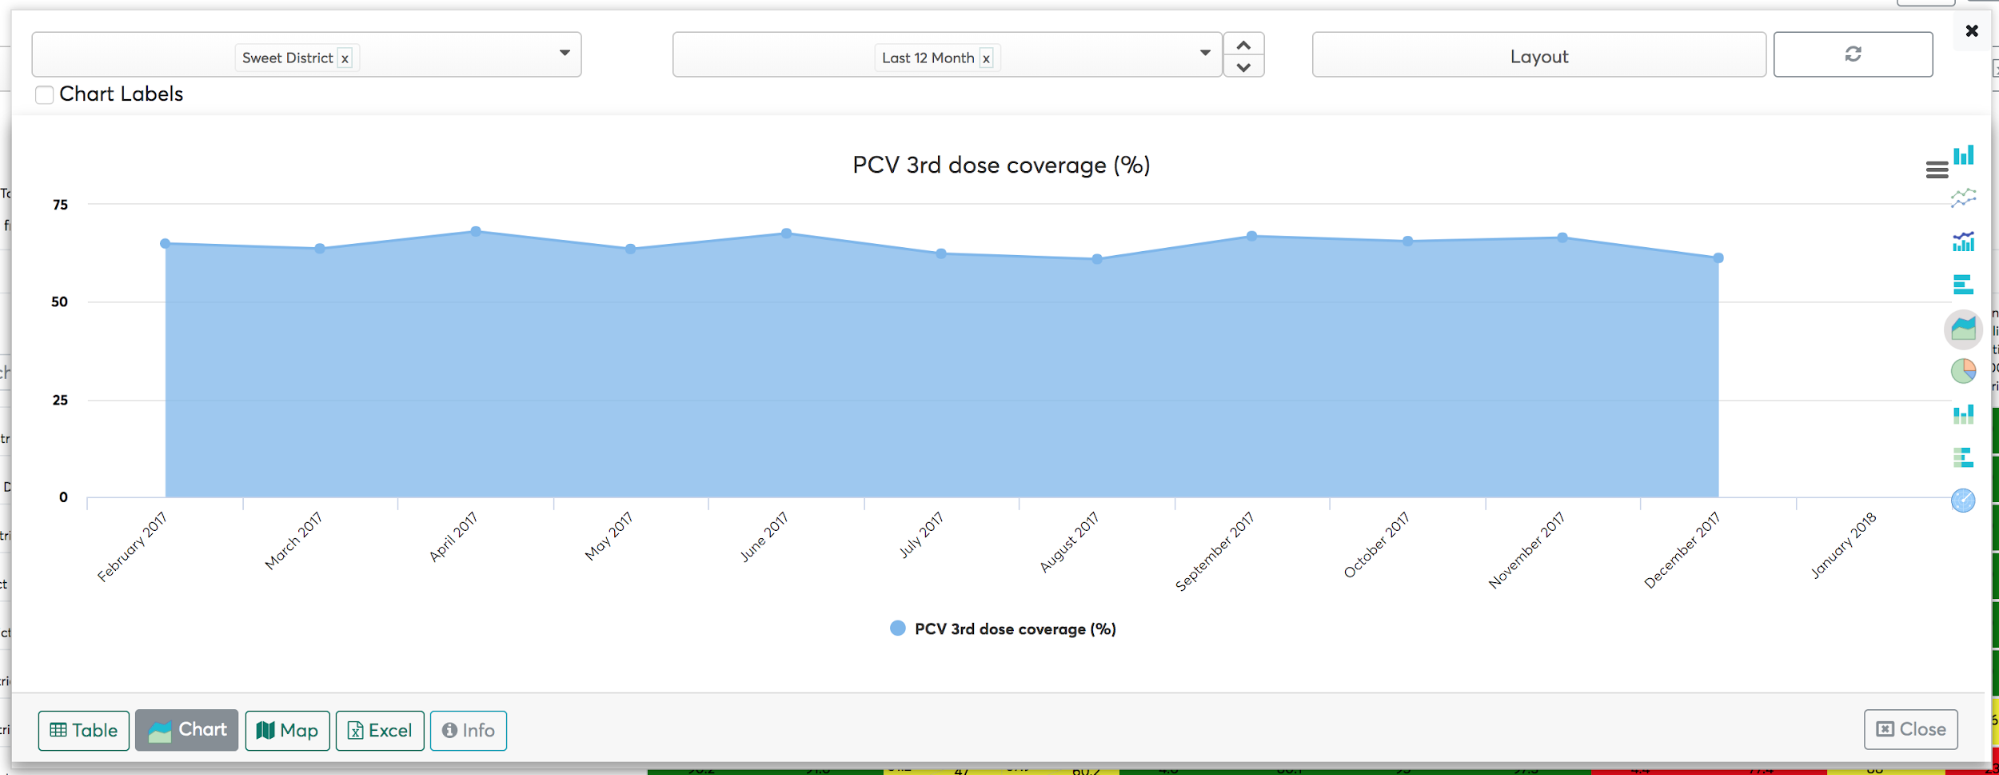 Sweet District x
Last 12 Month x
Layout
Chart Labels
PCV 3rd dose coverage (%)
75
50
25
0
February 2017
March 2017
April 2017
May 2017
June 2017
July 2017
August 2017
September 2017
October 2017
November 2017
December 2017
January 2018
PCV 3rd dose coverage (%)
Table
Chart
Map
Excel
Info
Close